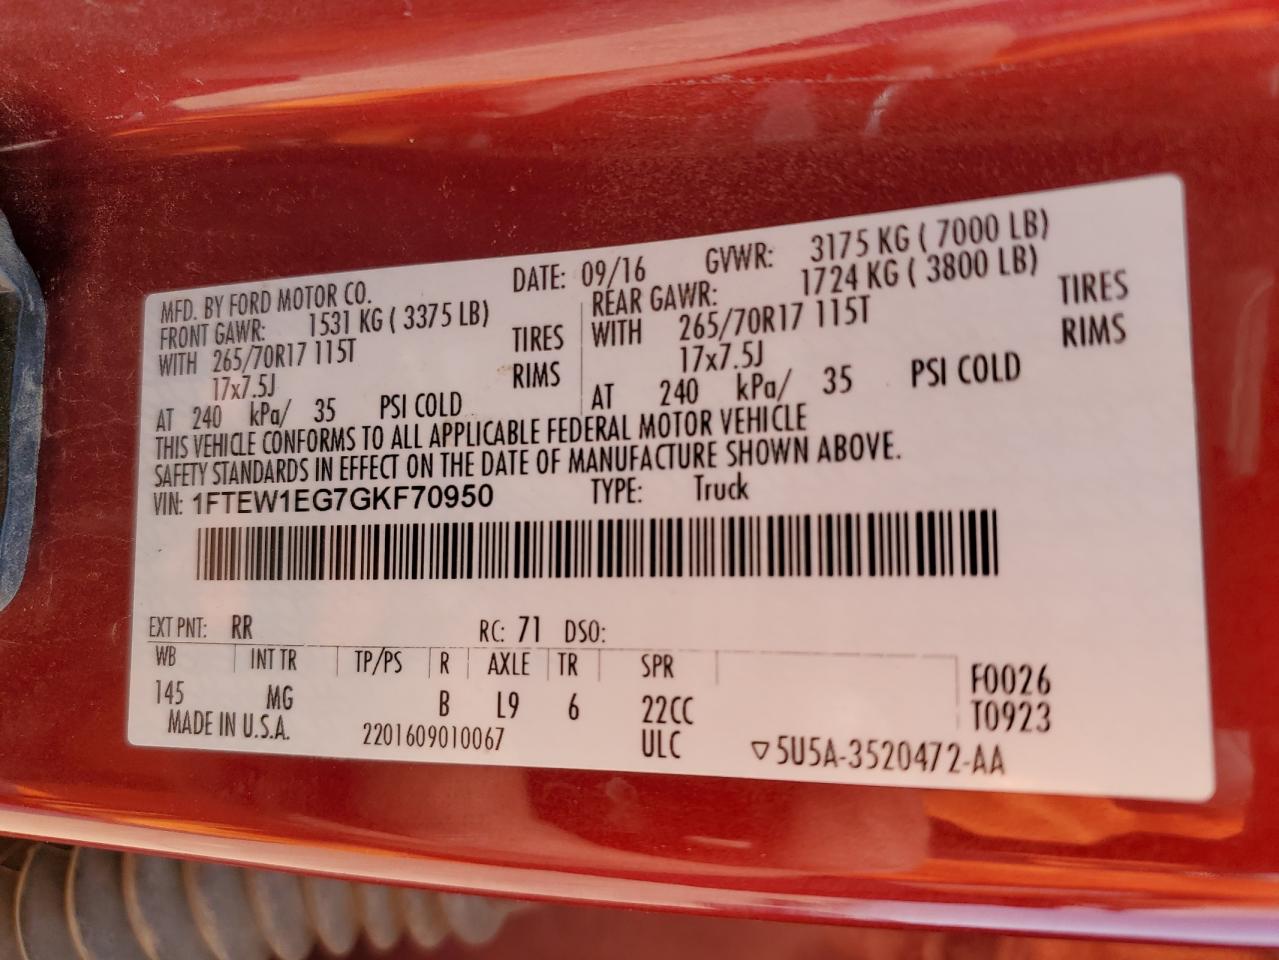 MFD. BY FORD MOTOR CO. DATE: 09/16 GVWR: 3175 KG ( 7000 LB)
FRONT GAWR: 1531 KG ( 3375 LB) REAR GAWR: 1724 KG ( 3800 LB)
WITH 265/70R17 115T TIRES WITH 265/70R17 115T TIRES
17x7.5J RIMS 17x7.5J RIMS
AT 240 kPa/ 35 PSI COLD AT 240 kPa/ 35 PSI COLD
THIS VEHICLE CONFORMS TO ALL APPLICABLE FEDERAL MOTOR VEHICLE
SAFETY STANDARDS IN EFFECT ON THE DATE OF MANUFACTURE SHOWN ABOVE.
VIN: 1FTEW1EG7GKF70950 TYPE: Truck
EXT PNT: RR RC: 71 DSO:
WB INT TR TP/PS R AXLE TR SPR
145 MG B L9 6 22CC F0026
T0923
MADE IN U.S.A. 2201609010067 ULC ▽5U5A-3520472-AA